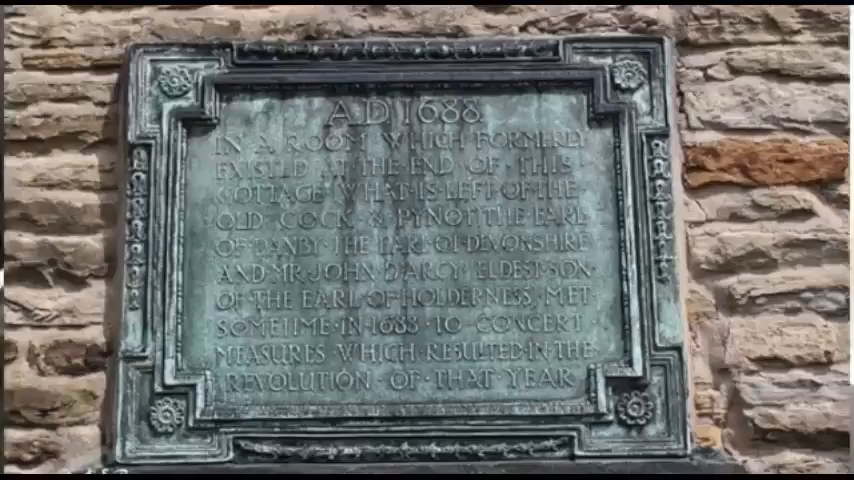 A.D. 1688.
IN · A · ROOM · WHICH · FORMERLY
EXISTED · AT · THE · END · OF · THIS ·
COTTAGE (WHAT · IS · LEFT · OF · THE ·
OLD · COCK · & · PYNOT) THE · EARL
OF · DANBY · THE · EARL · OF · DEVONSHIRE
AND · MR · JOHN · D'ARCY · ELDEST · SON ·
OF · THE · EARL · OF · HOLDERNESS, MET ·
SOMETIME · IN · 1688 · TO · CONCERT ·
MEASURES · WHICH · RESULTED · IN · THE
REVOLUTION · OF · THAT · YEAR